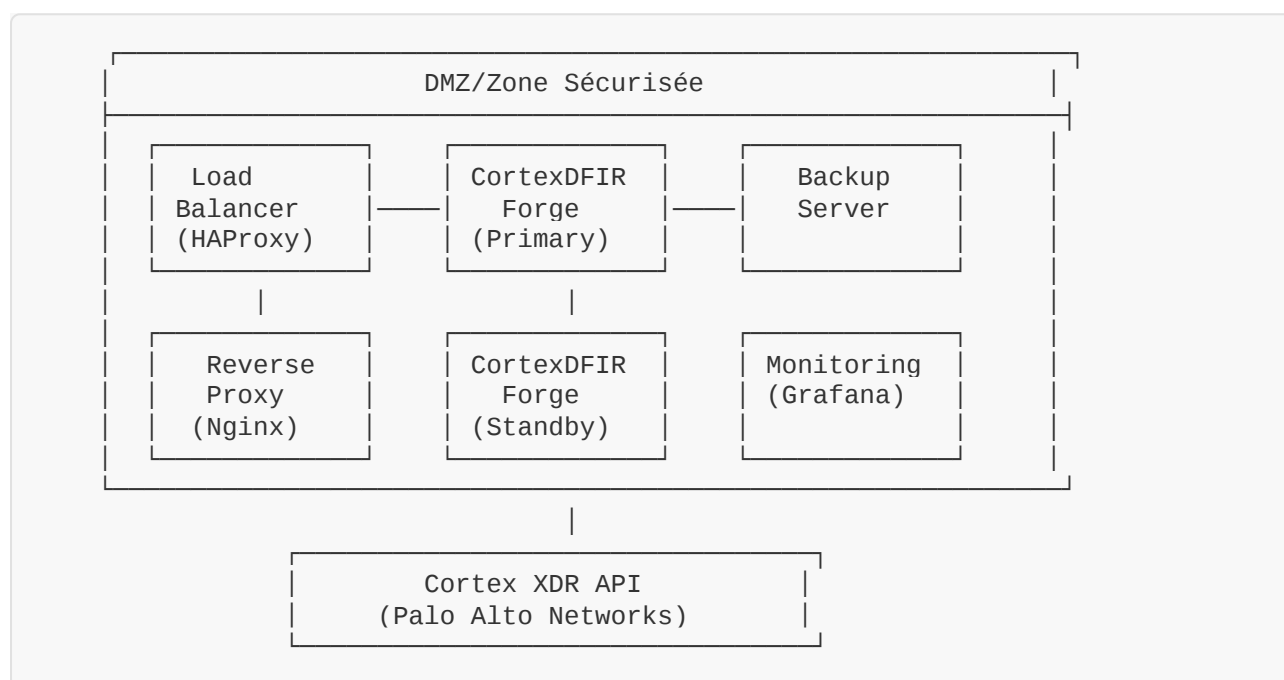 DMZ/Zone Sécurisée
Load
Balancer
(HAProxy)
CortexDFIR
Forge
(Primary)
Backup
Server
Reverse
Proxy
(Nginx)
CortexDFIR
Forge
(Standby)
Monitoring
(Grafana)
Cortex XDR API
(Palo Alto Networks)